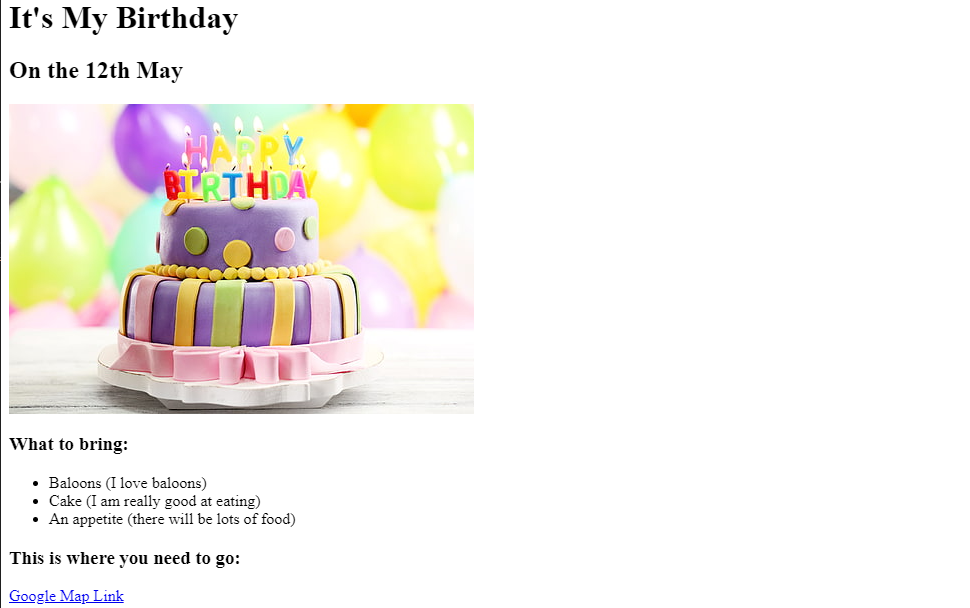 It's My Birthday
On the 12th May
HAPPY
BIRTHDAY
What to bring:
Baloons (I love baloons)
Cake (I am really good at eating)
An appetite (there will be lots of food)
This is where you need to go:
Google Map Link